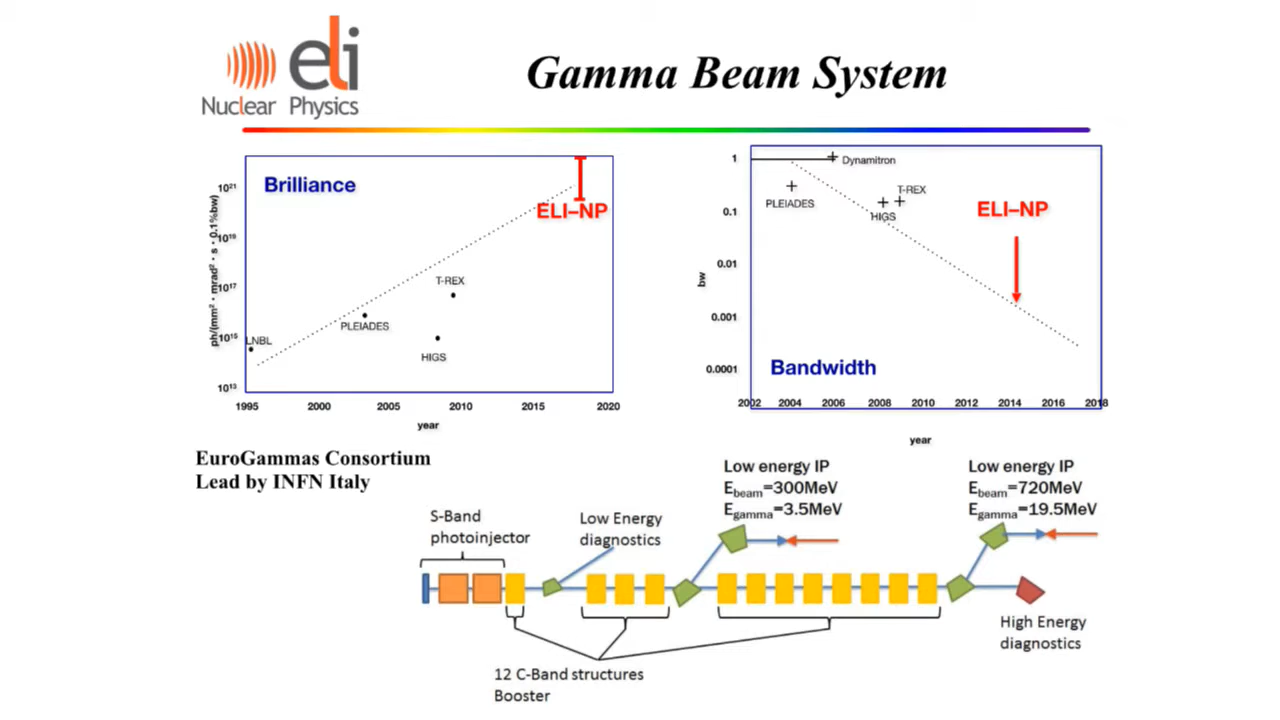 eli
Nuclear Physics
Gamma Beam System
Brilliance
ph/(mm² • mrad² • s • 0.1%bw)
10²¹
10¹⁹
10¹⁷
10¹⁵
10¹³
ELI–NP
T-REX
PLEIADES
LNBL
HIGS
1995 2000 2005 2010 2015 2020
year
1
0.1
0.01
0.001
0.0001
bw
Dynamitron
PLEIADES
T-REX
HIGS
ELI–NP
Bandwidth
2002 2004 2006 2008 2010 2012 2014 2016 2018
year
EuroGammas Consortium
Lead by INFN Italy
S-Band
photoinjector
Low Energy
diagnostics
Low energy IP
E_beam=300MeV
E_gamma=3.5MeV
Low energy IP
E_beam=720MeV
E_gamma=19.5MeV
High Energy
diagnostics
12 C-Band structures
Booster